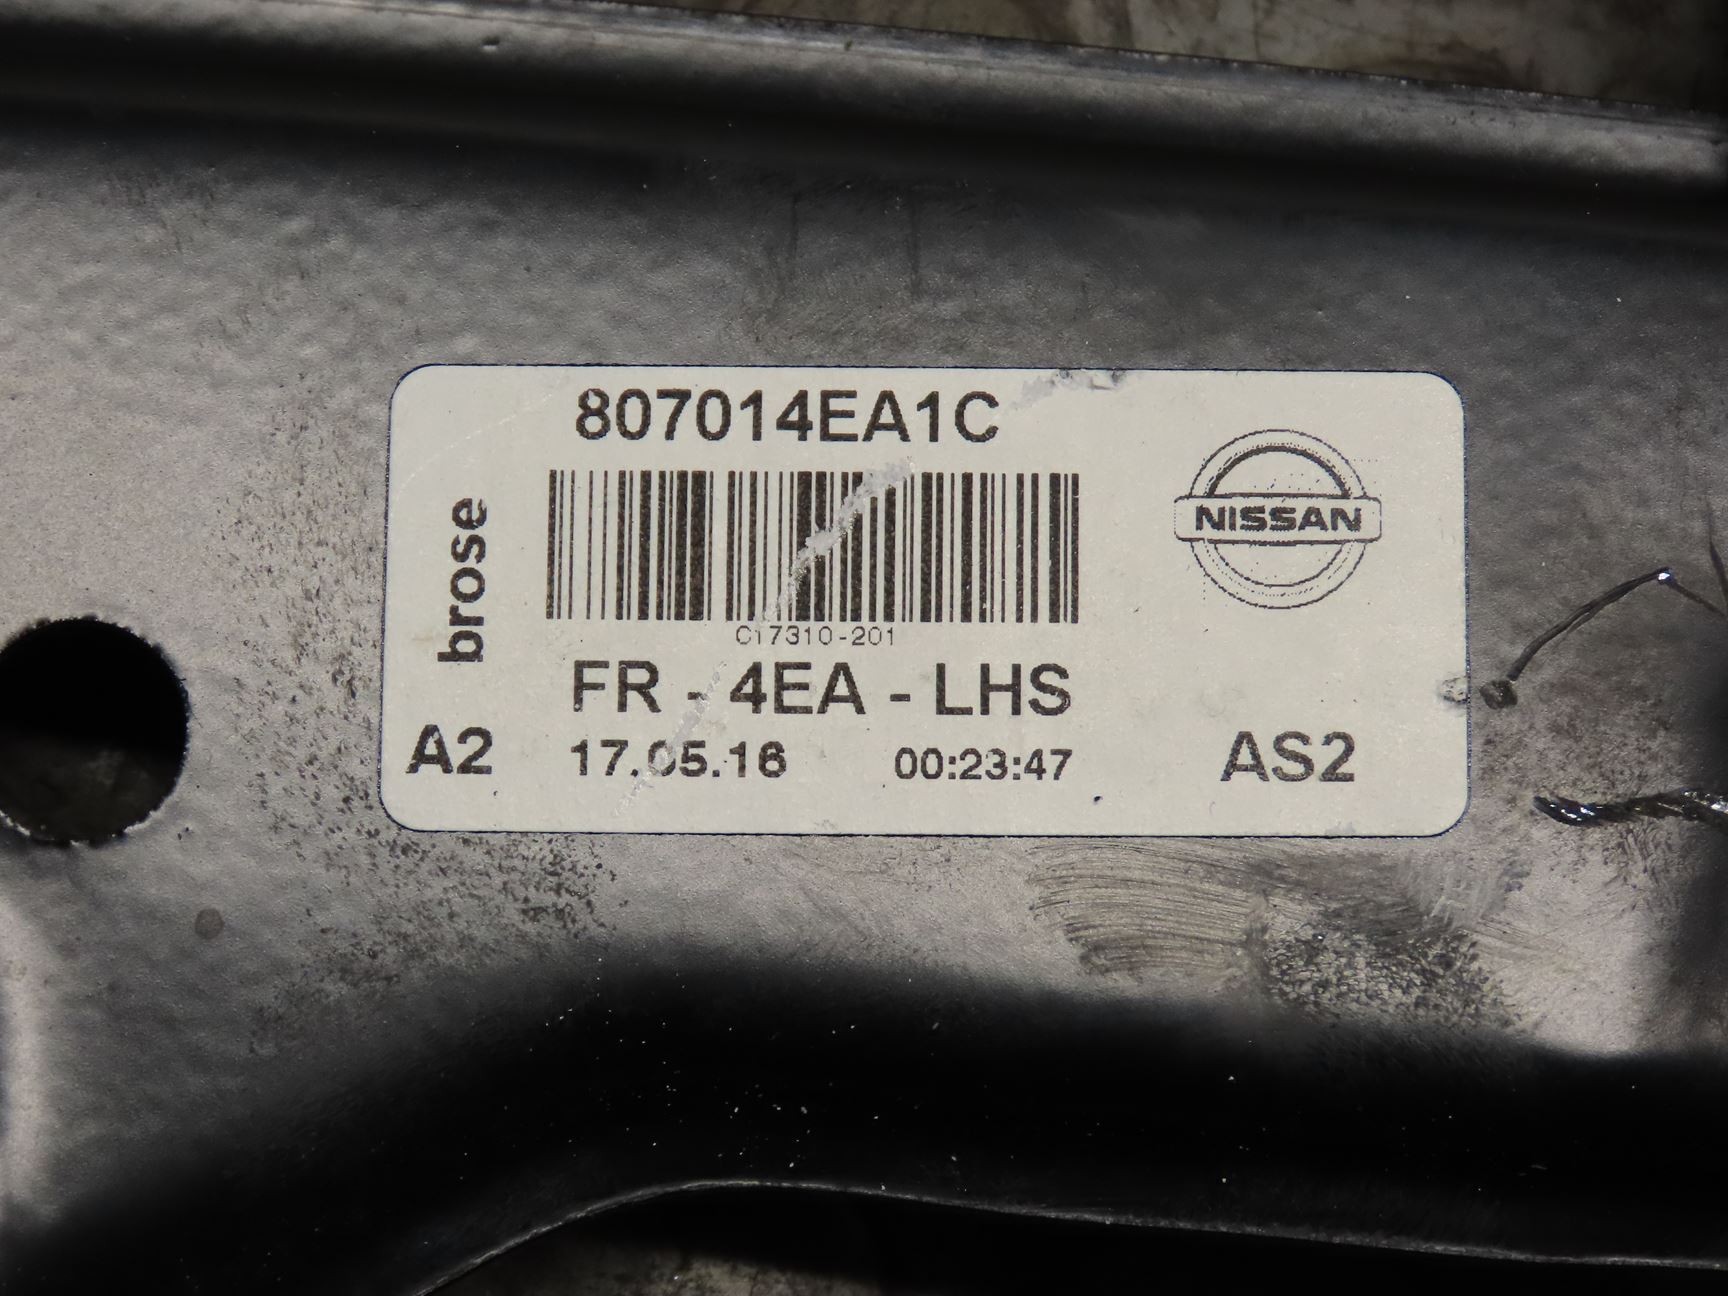 807014EA1C
brose
NISSAN
C17310-201
FR - 4EA - LHS
A2 17.05.16 00:23:47 AS2